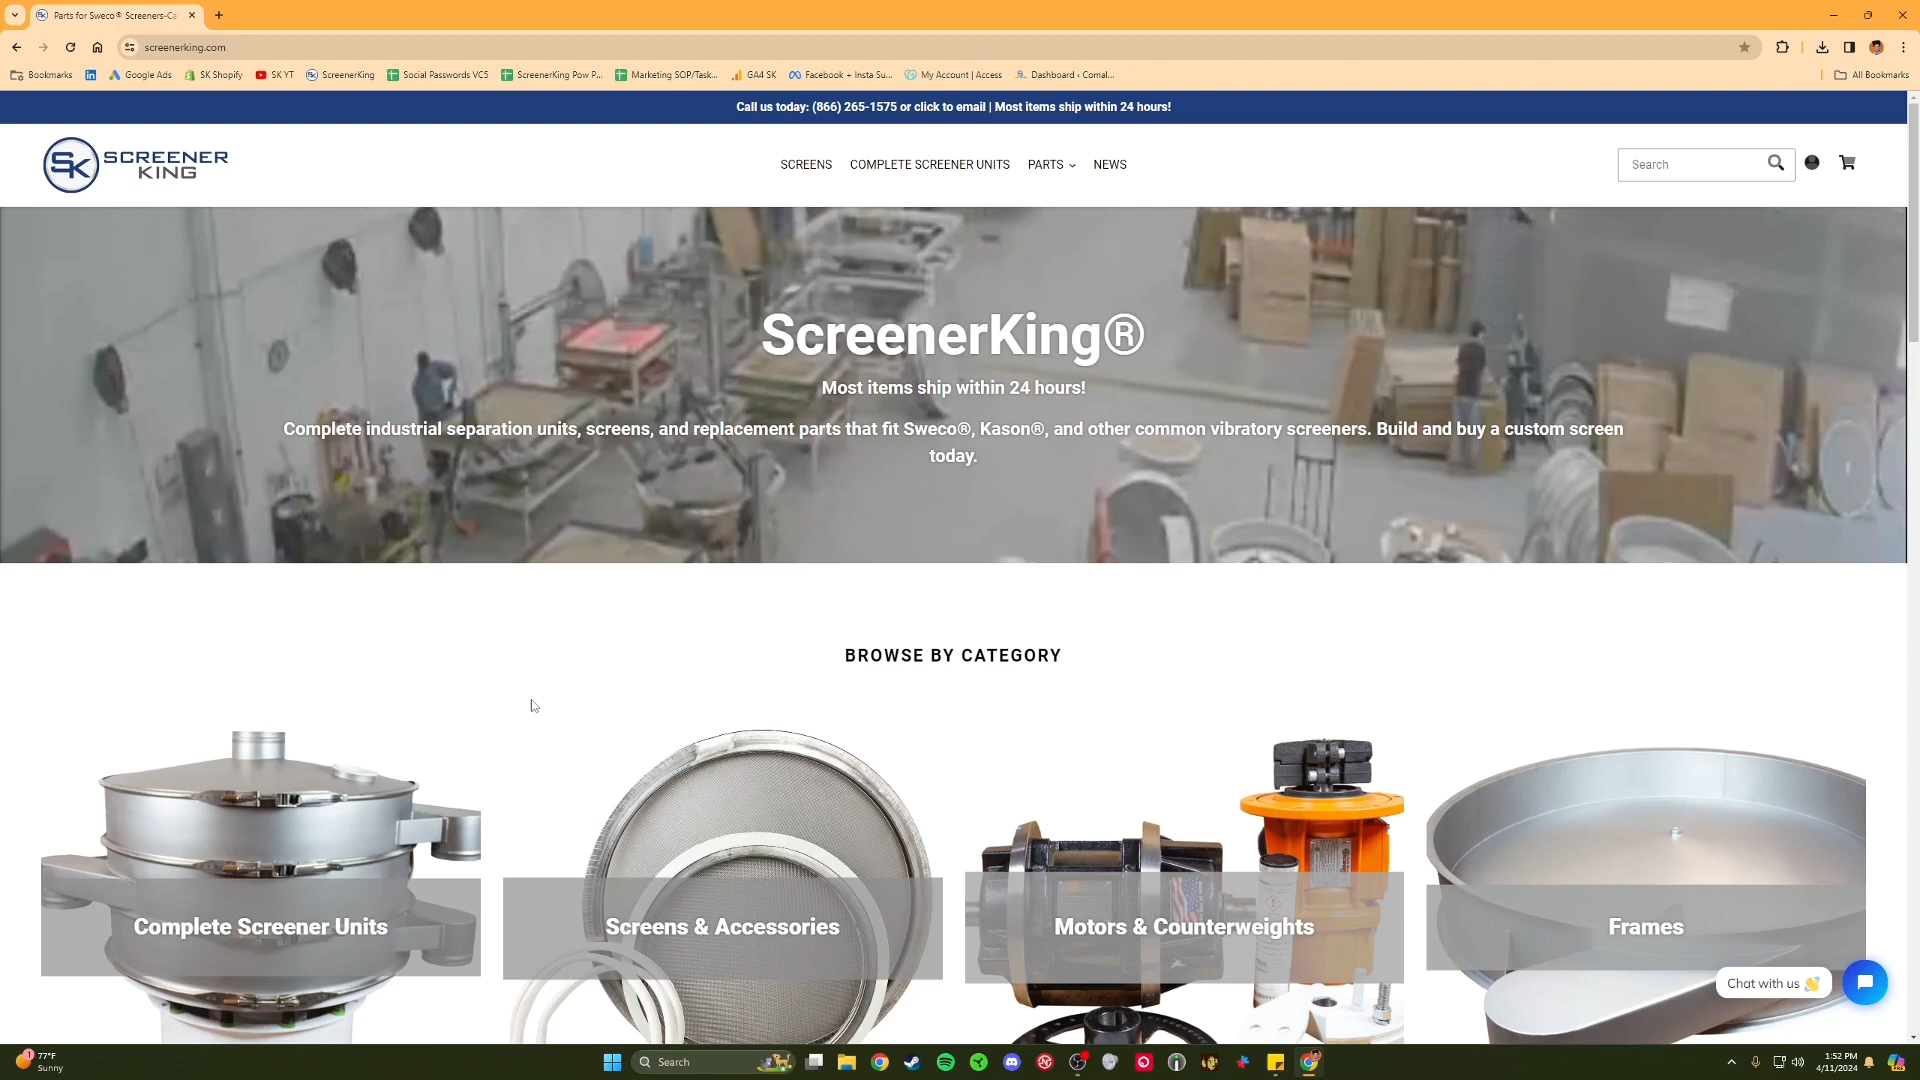 Parts for Sweco® Screeners-Ca
screenerking.com
Bookmarks
Google Ads
SK Shopify
SK YT
ScreenerKing
Social Passwords VC5
ScreenerKing Pow P...
Marketing SOP/Task...
GA4 SK
Facebook + Insta Su...
My Account | Access
Dashboard ‹ Comal...
All Bookmarks
Call us today: (866) 265-1575 or click to email | Most items ship within 24 hours!
SK
SCREENER
KING
SCREENS
COMPLETE SCREENER UNITS
PARTS
NEWS
Search
ScreenerKing®
Most items ship within 24 hours!
Complete industrial separation units, screens, and replacement parts that fit Sweco®, Kason®, and other common vibratory screeners. Build and buy a custom screen
today.
BROWSE BY CATEGORY
Complete Screener Units
Screens & Accessories
Motors & Counterweights
Frames
Chat with us 👋
1
77°F
Sunny
Search
1:52 PM
4/11/2024